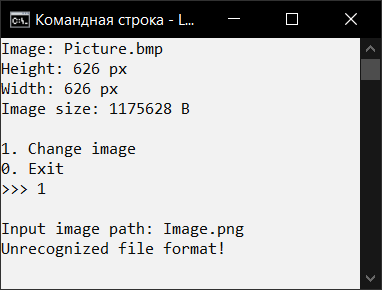 Командная строка - L...
Image: Picture.bmp
Height: 626 px
Width: 626 px
Image size: 1175628 B
1. Change image
0. Exit
>>> 1
Input image path: Image.png
Unrecognized file format!